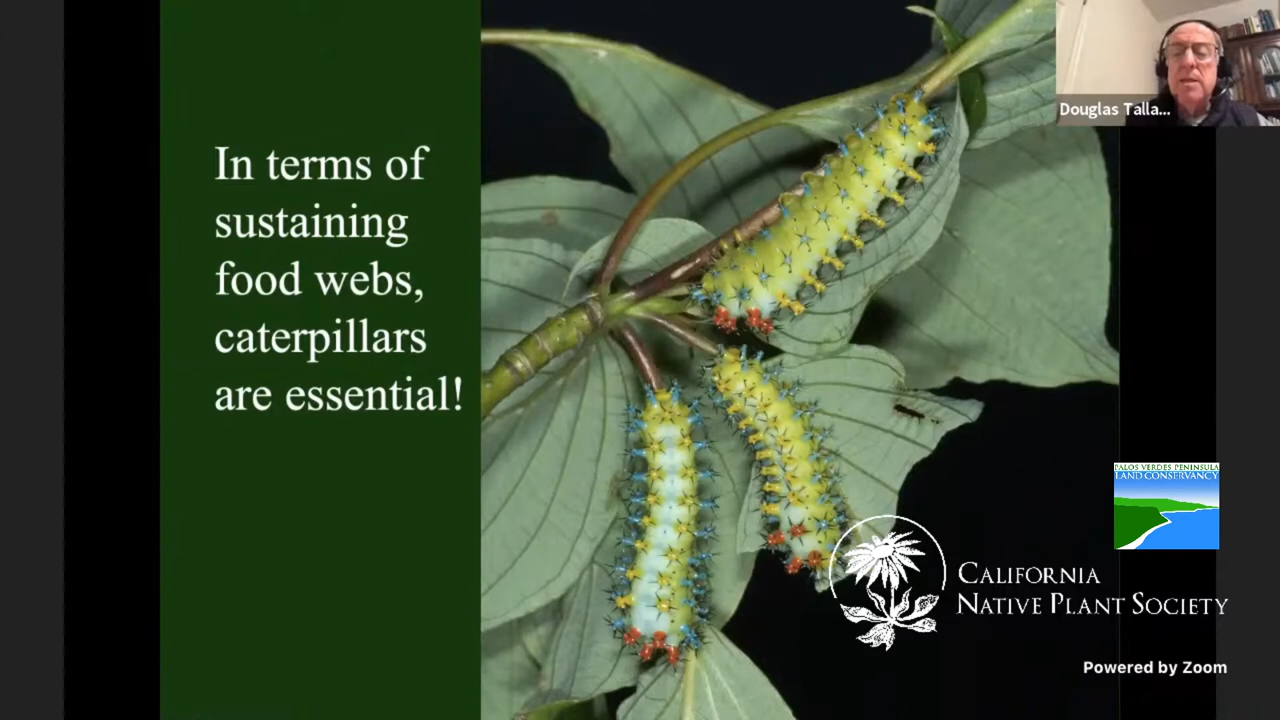 In terms of
sustaining
food webs,
caterpillars
are essential!
Douglas Talla...
PALOS VERDES PENINSULA
LAND CONSERVANCY
CALIFORNIA
NATIVE PLANT SOCIETY
Powered by Zoom